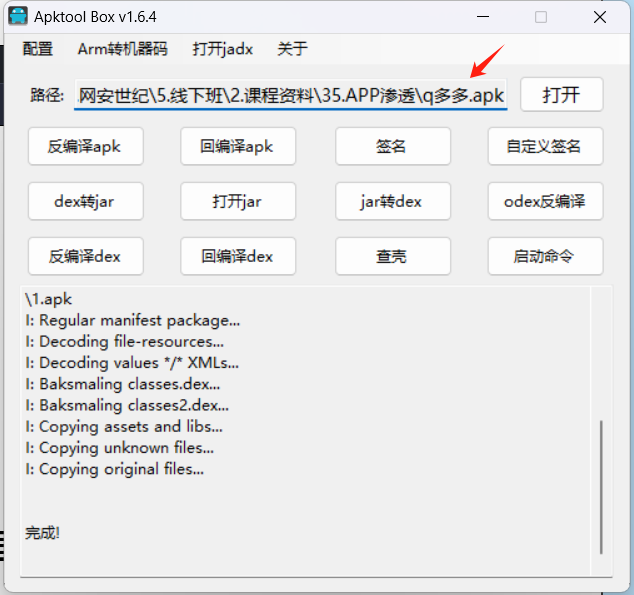 Apktool Box v1.6.4
配置 Arm转机器码 打开jadx 关于
路径: 网安世纪\5.线下班\2.课程资料\35.APP渗透\q多多.apk 打开
反编译apk 回编译apk 签名 自定义签名
dex转jar 打开jar jar转dex odex反编译
反编译dex 回编译dex 查壳 启动命令
\1.apk
I: Regular manifest package...
I: Decoding file-resources...
I: Decoding values */* XMLs...
I: Baksmaling classes.dex...
I: Baksmaling classes2.dex...
I: Copying assets and libs...
I: Copying unknown files...
I: Copying original files...
完成!